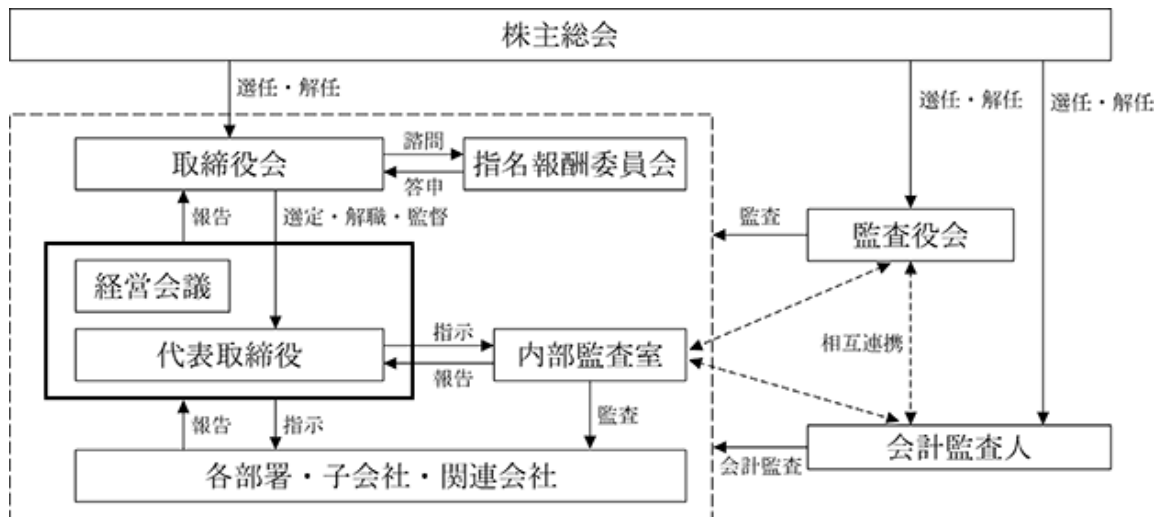 株主総会
選任・解任
選任・解任
選任・解任
取締役会
諮問
答申
指名報酬委員会
報告
選定・解職・監督
監査
監査役会
経営会議
代表取締役
指示
報告
内部監査室
相互連携
報告
指示
監査
会計監査人
会計監査
各部署・子会社・関連会社